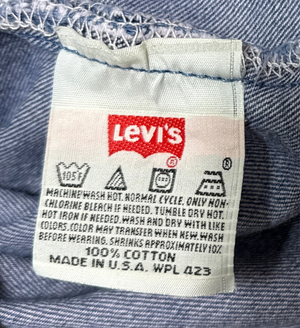 LEVI'S
®
105F
®
MACHINE WASH HOT. NORMAL CYCLE. ONLY NON-
CHLORINE BLEACH IF NEEDED. TUMBLE DRY HOT.
HOT IRON IF NEEDED. WASH AND DRY WITH LIKE
COLORS. COLOR MAY TRANSFER WHEN NEW. WASH
BEFORE WEARING. SHRINKS APPROXIMATELY 10%
100% COTTON
MADE IN U.S.A. WPL 423